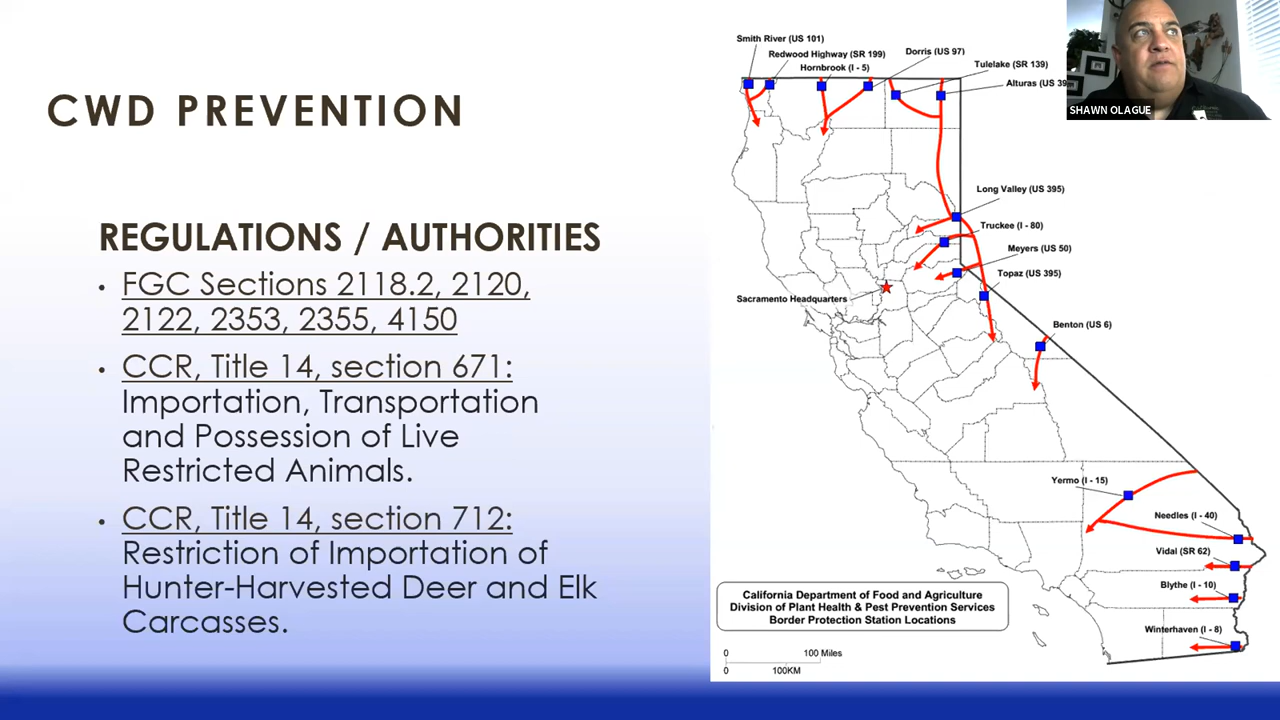 CWD PREVENTION
REGULATIONS / AUTHORITIES
• FGC Sections 2118.2, 2120,
2122, 2353, 2355, 4150
• CCR, Title 14, section 671:
Importation, Transportation
and Possession of Live
Restricted Animals.
• CCR, Title 14, section 712:
Restriction of Importation of
Hunter-Harvested Deer and Elk
Carcasses.
Smith River (US 101)
Redwood Highway (SR 199)
Hornbrook (I - 5)
Dorris (US 97)
Tulelake (SR 139)
Alturas (US
SHAWN OLAGUE
Long Valley (US 395)
Truckee (I - 80)
Meyers (US 50)
Topaz (US 395)
Sacramento Headquarters
Benton (US 6)
Yermo (I - 15)
Needles (I - 40)
Vidal (SR 62)
Blythe (I - 10)
Winterhaven (I - 8)
California Department of Food and Agriculture
Division of Plant Health & Pest Prevention Services
Border Protection Station Locations
0 100 Miles
0 100KM